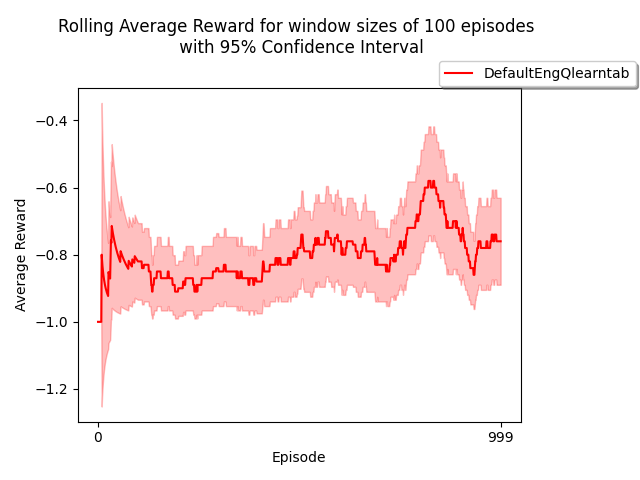 Rolling Average Reward for window sizes of 100 episodes
with 95% Confidence Interval
DefaultEngQlearntab
−0.4
−0.6
−0.8
−1.0
−1.2
Average Reward
0
999
Episode